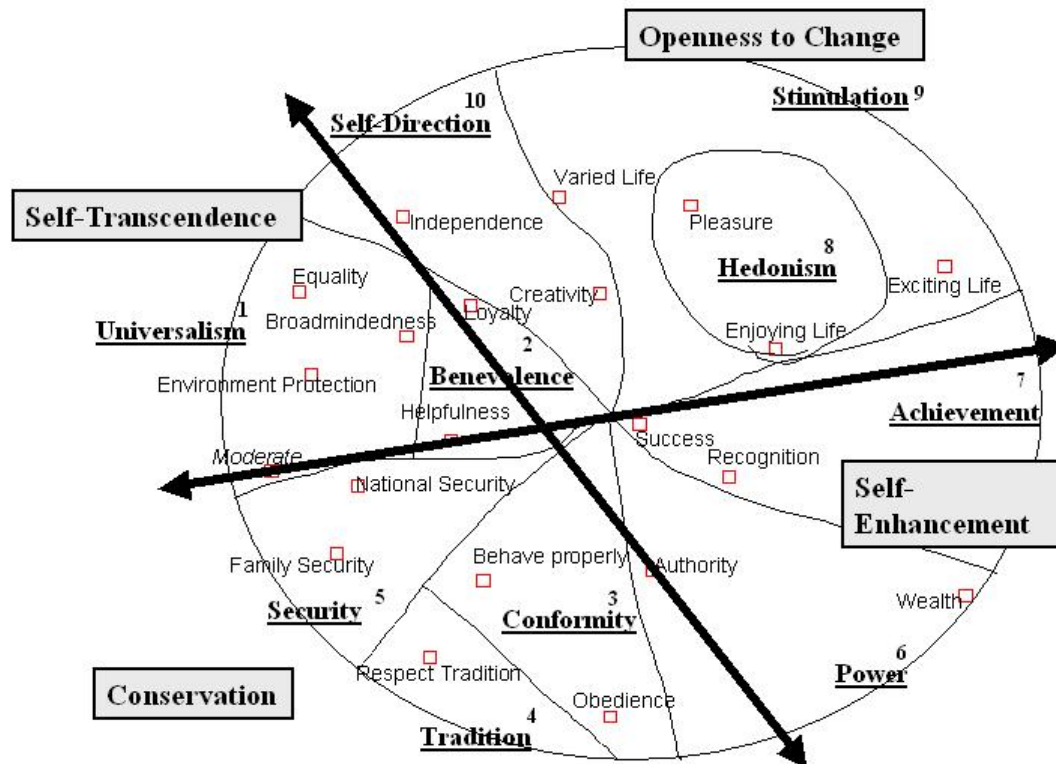 Openness to Change
10
Stimulation 9
Self-Direction
Varied Life
Self-Transcendence
Independence
Pleasure
8
Hedonism
Equality
Exciting Life
Creativity
1
Loyalty
Broadmindedness
Universalism
Enjoying Life
2
Environment Protection
Benevolence
7
Achievement
Helpfulness
Success
Moderate
Recognition
National Security
Self-
Enhancement
Behave properly
Family Security
Authority
5
3
Wealth
Security
Conformity
6
Respect Tradition
Power
Conservation
Obedience
4
Tradition